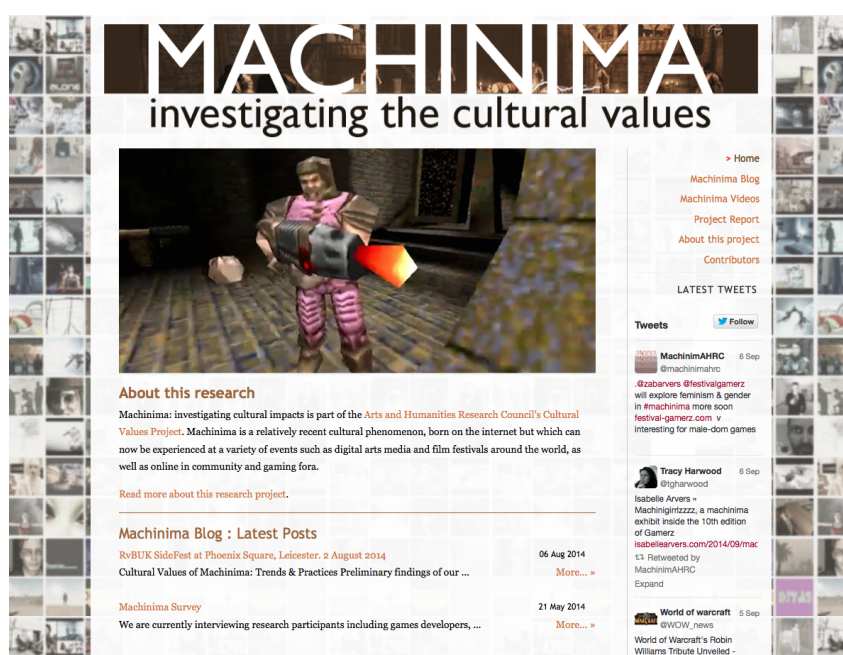 MACHINIMA
investigating the cultural values
> Home
Machinima Blog
Machinima Videos
Project Report
About this project
Contributors
LATEST TWEETS
Tweets
Follow
MachinimAHRC 6 Sep
@machinimahrc
.@zabarvers @festivalgamerz
will explore feminism & gender
in #machinima more soon
festival-gamerz.com v
interesting for male-dom games
Tracy Harwood 6 Sep
@tgharwood
Isabelle Arvers »
Machinigirrlzzzz, a machinima
exhibit inside the 10th edition
of Gamerz
isabellearvers.com/2014/09/mac
Retweeted by
MachinimAHRC
Expand
World of warcraft 5 Sep
@WOW_news
World of Warcraft's Robin
Williams Tribute Unveiled -
About this research
Machinima: investigating cultural impacts is part of the Arts and Humanities Research Council's Cultural
Values Project. Machinima is a relatively recent cultural phenomenon, born on the internet but which can
now be experienced at a variety of events such as digital arts media and film festivals around the world, as
well as online in community and gaming fora.
Read more about this research project.
Machinima Blog : Latest Posts
RvBUK SideFest at Phoenix Square, Leicester. 2 August 2014 06 Aug 2014
Cultural Values of Machinima: Trends & Practices Preliminary findings of our ... More... »
Machinima Survey 21 May 2014
We are currently interviewing research participants including games developers, ... More... »
ALONE
DIVAS